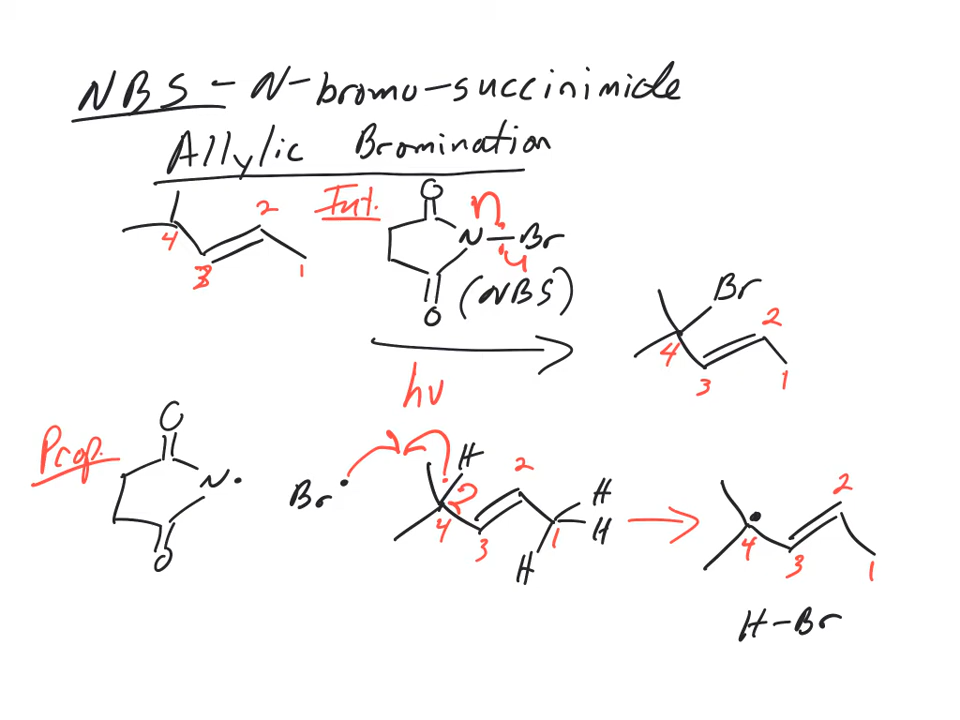 NBS - N-bromo-succinimide
Allylic Bromination
Init.
O
N-Br
O
(NBS)
4 3 2 1
hν
Br
4 3 2 1
Prop.
O
N·
O
Br·
H
4 3 2 1
H
H
H
4 3 2 1
H-Br